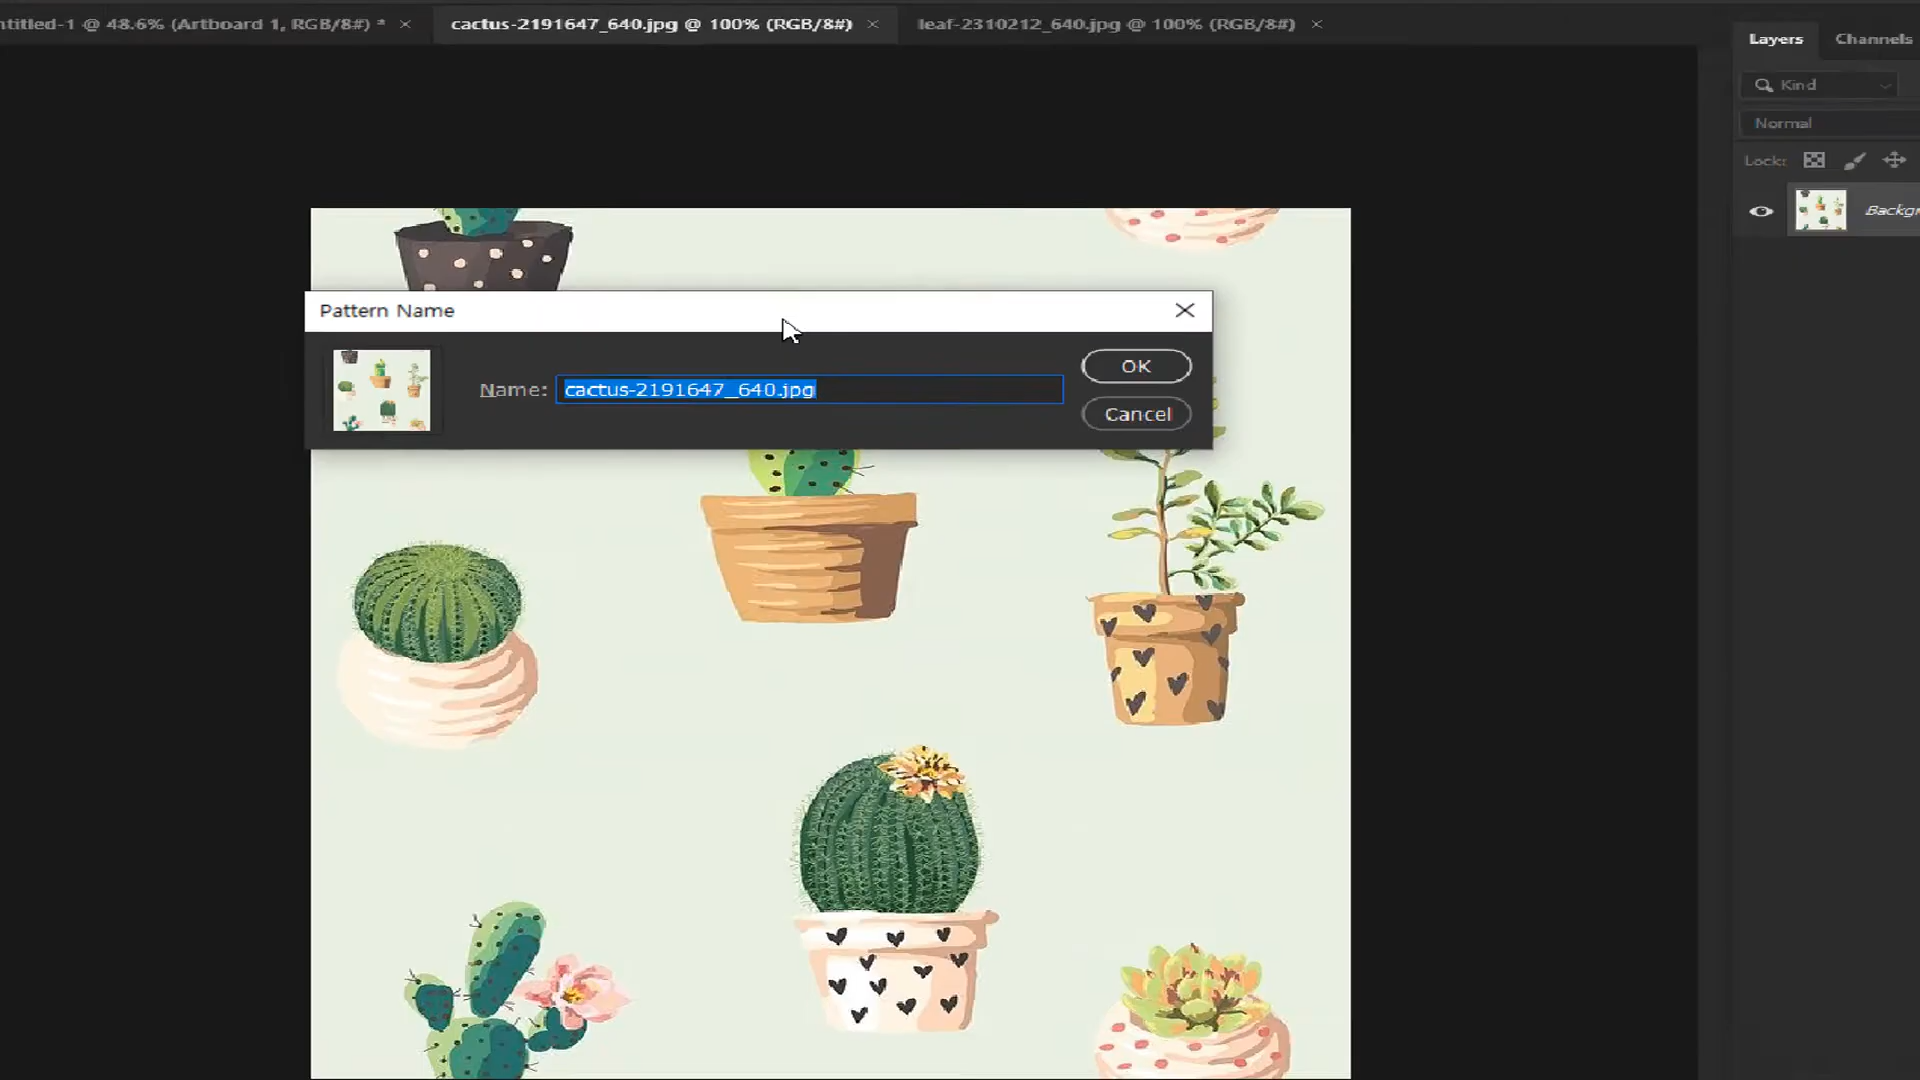 ntitled-1 @ 48.6% (Artboard 1, RGB/8#) *
cactus-2191647_640.jpg @ 100% (RGB/8#)
leaf-2310212_640.jpg @ 100% (RGB/8#)
Layers
Channels
Kind
Normal
Lock:
Backgr
Pattern Name
Name:
cactus-2191647_640.jpg
OK
Cancel